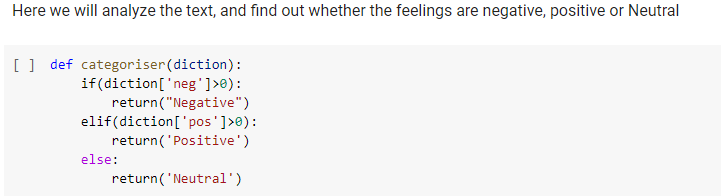 Here we will analyze the text, and find out whether the feelings are negative, positive or Neutral
[ ] def categoriser(diction):
if(diction['neg']>0):
return("Negative")
elif(diction['pos']>0):
return('Positive')
else:
return('Neutral')